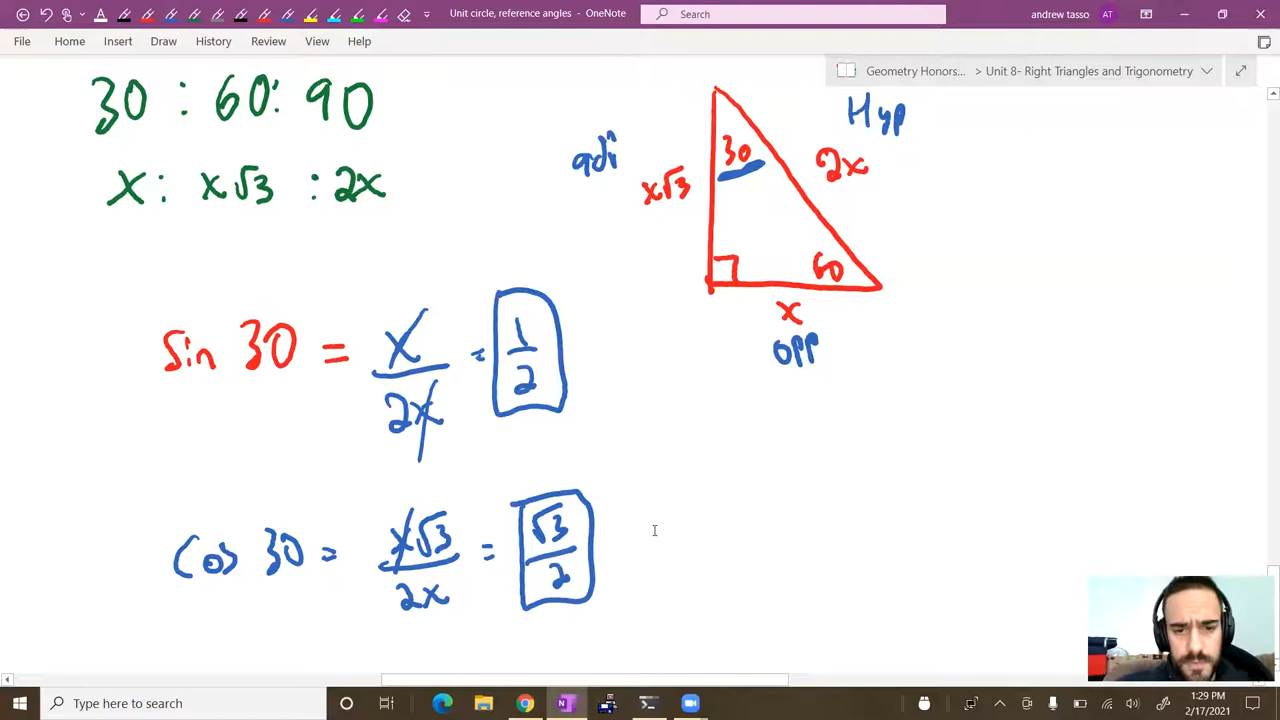 Unit circle, reference angles - OneNote
Search
andrew tasso
AT
File Home Insert Draw History Review View Help
Geometry Honors... > Unit 8- Right Triangles and Trigonometry
30 : 60 : 90
x : x√3 : 2x
adj
Hyp
30
x√3
2x
60
x
opp
sin 30 = x/2x = 1/2
cos 30 = x√3/2x = √3/2
Type here to search
1:29 PM
2/17/2021